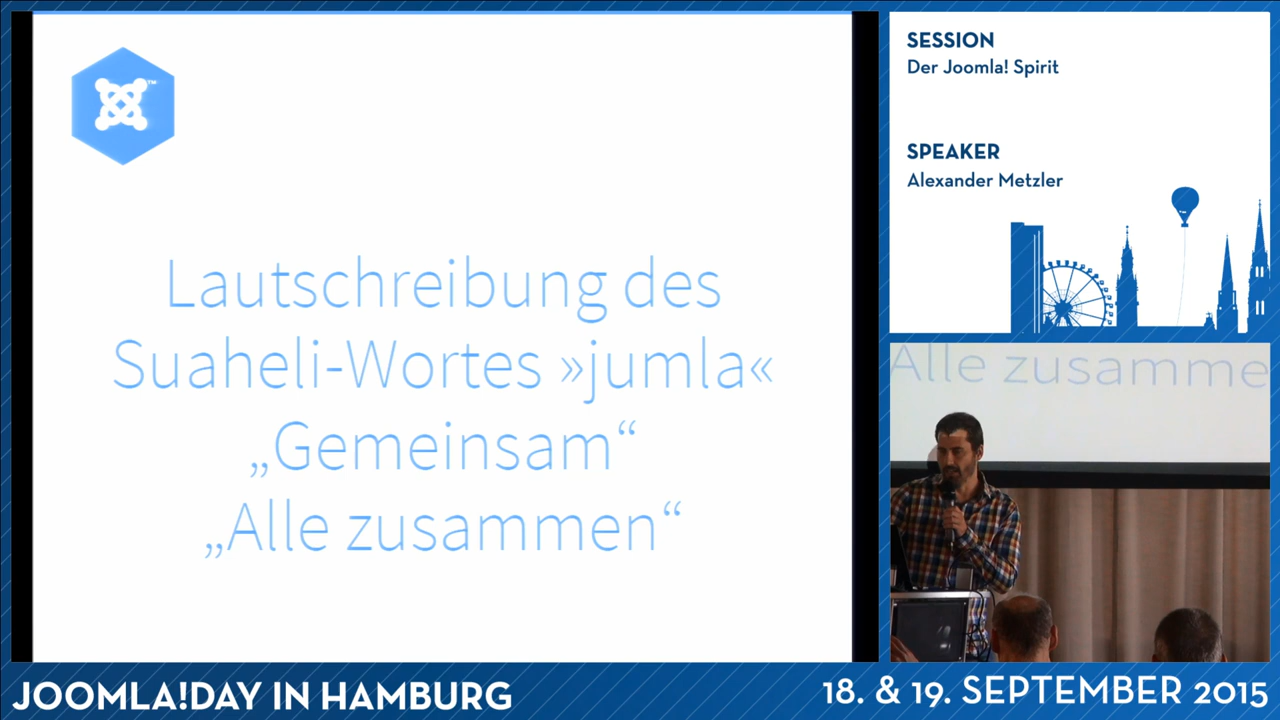 ™
Lautschreibung des
Suaheli-Wortes »jumla«
„Gemeinsam“
„Alle zusammen“
SESSION
Der Joomla! Spirit
SPEAKER
Alexander Metzler
Alle zusamme
JOOMLA!DAY IN HAMBURG
18. & 19. SEPTEMBER 2015